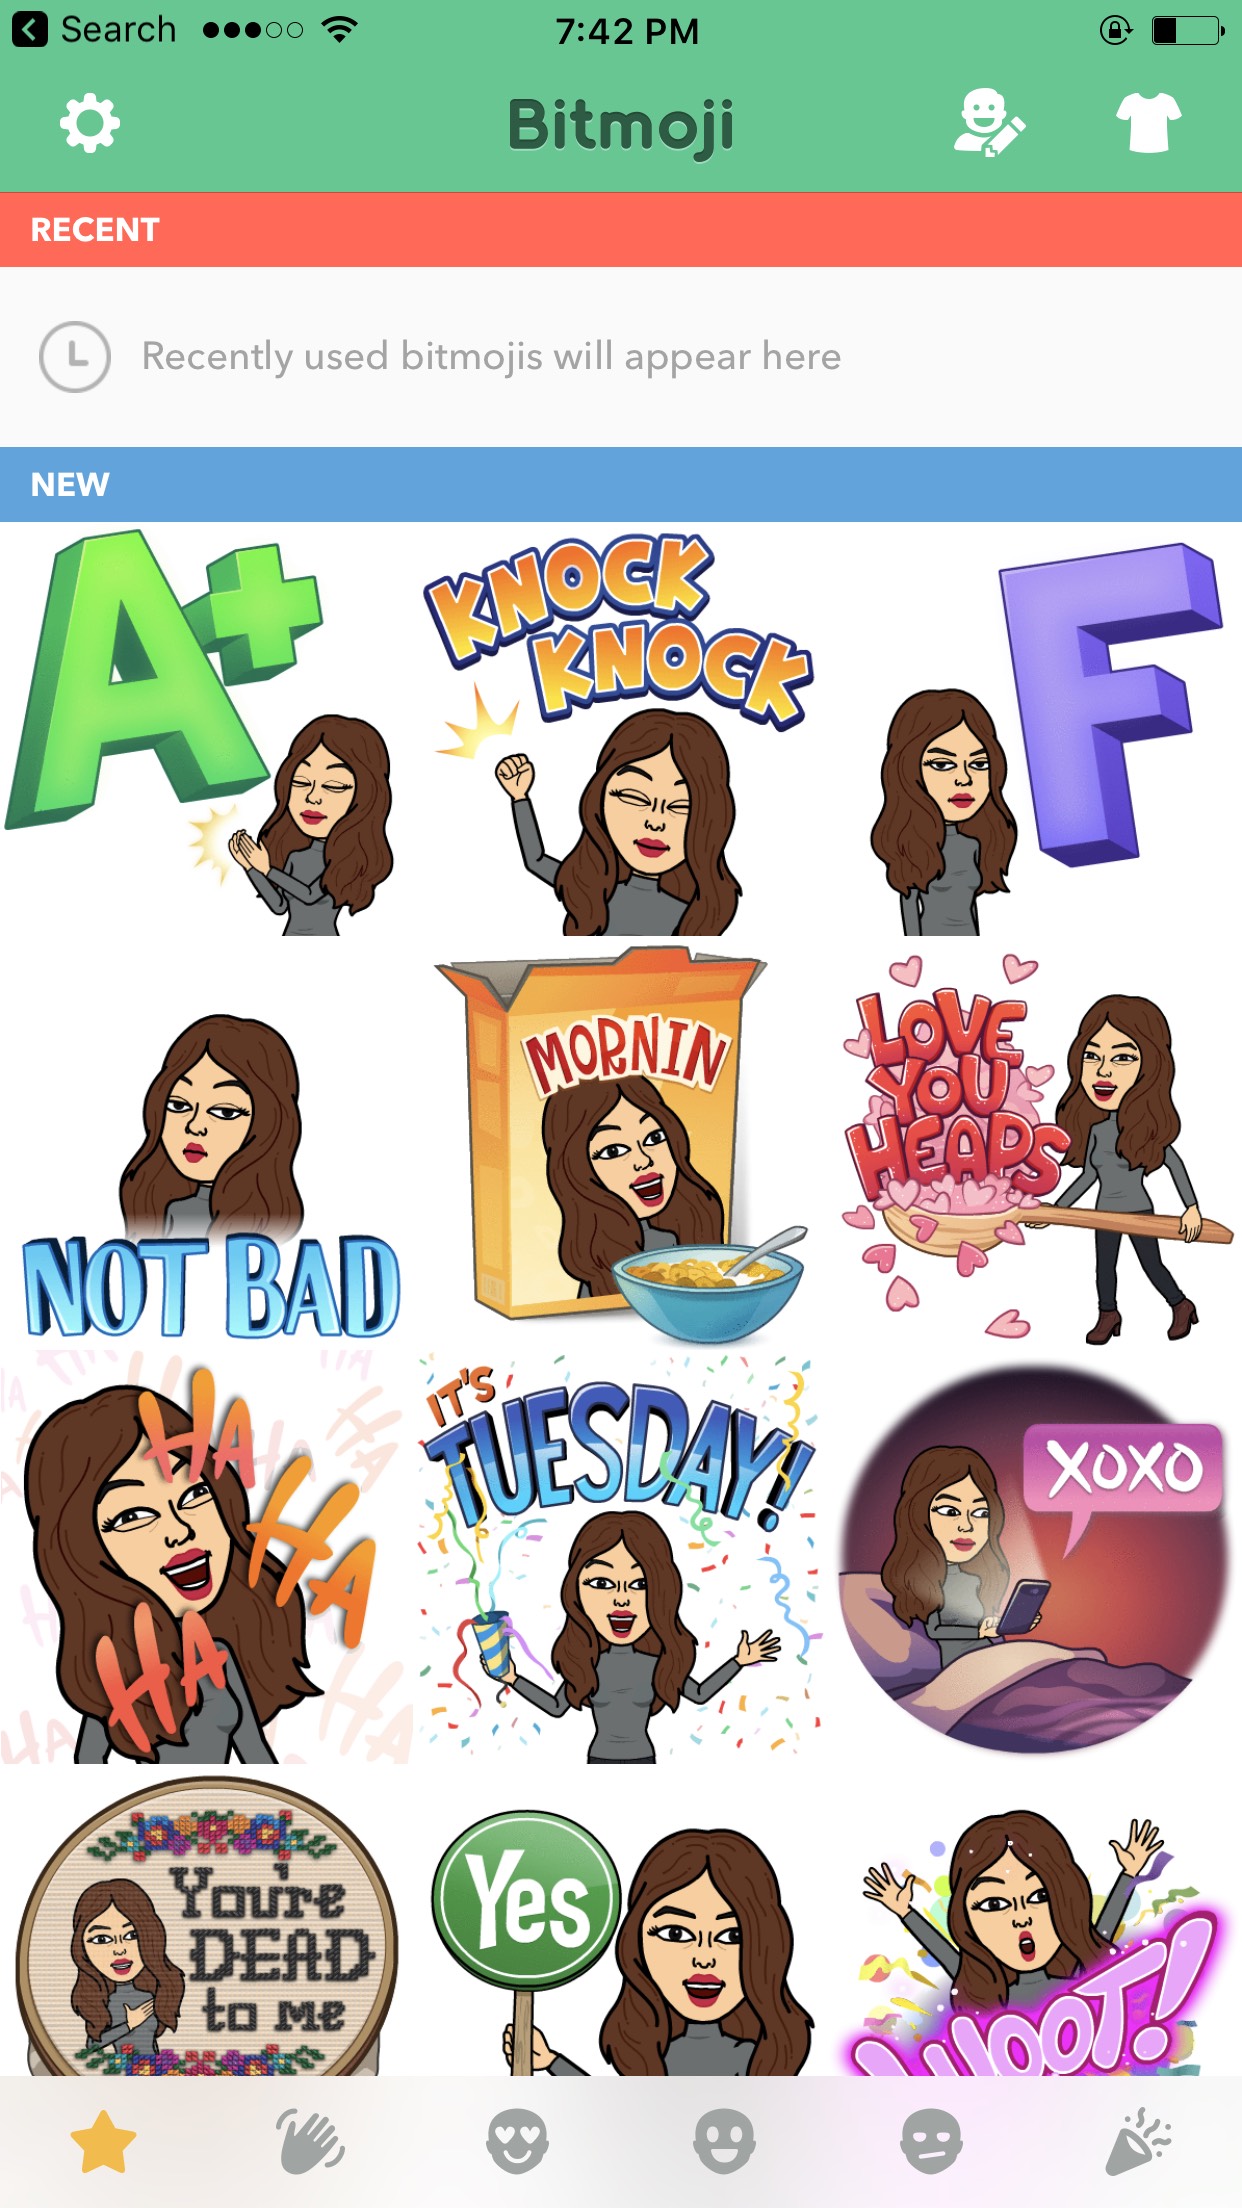 Search
7:42 PM
Bitmoji
RECENT
Recently used bitmojis will appear here
NEW
A+
KNOCK
KNOCK
F
NOT BAD
MORNIN
LOVE
YOU
HEAPS
HA
HA
HA
IT'S
TUESDAY!
XOXO
You're
DEAD
to me
Yes
WOOT!